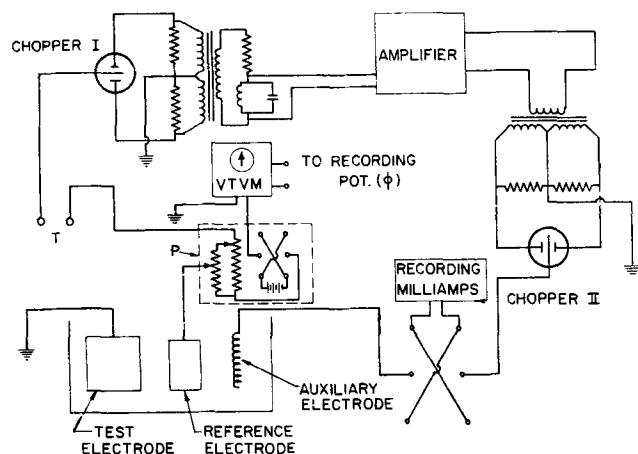 CHOPPER I
AMPLIFIER
VTVM
TO RECORDING
POT. (ϕ)
T
P
RECORDING
MILLIAMPS
CHOPPER II
AUXILIARY
ELECTRODE
TEST
ELECTRODE
REFERENCE
ELECTRODE